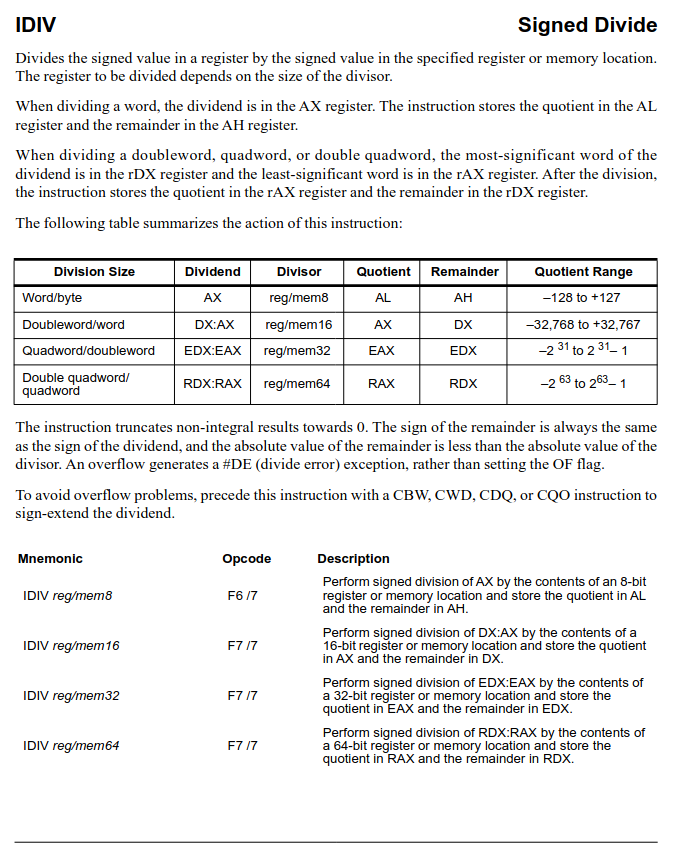 IDIV Signed Divide
Divides the signed value in a register by the signed value in the specified register or memory location.
The register to be divided depends on the size of the divisor.
When dividing a word, the dividend is in the AX register. The instruction stores the quotient in the AL
register and the remainder in the AH register.
When dividing a doubleword, quadword, or double quadword, the most-significant word of the
dividend is in the rDX register and the least-significant word is in the rAX register. After the division,
the instruction stores the quotient in the rAX register and the remainder in the rDX register.
The following table summarizes the action of this instruction:
Division Size Dividend Divisor Quotient Remainder Quotient Range
Word/byte AX reg/mem8 AL AH –128 to +127
Doubleword/word DX:AX reg/mem16 AX DX –32,768 to +32,767
Quadword/doubleword EDX:EAX reg/mem32 EAX EDX –2 31 to 2 31– 1
Double quadword/
quadword RDX:RAX reg/mem64 RAX RDX –2 63 to 263– 1
The instruction truncates non-integral results towards 0. The sign of the remainder is always the same
as the sign of the dividend, and the absolute value of the remainder is less than the absolute value of the
divisor. An overflow generates a #DE (divide error) exception, rather than setting the OF flag.
To avoid overflow problems, precede this instruction with a CBW, CWD, CDQ, or CQO instruction to
sign-extend the dividend.
Mnemonic Opcode Description
IDIV reg/mem8 F6 /7 Perform signed division of AX by the contents of an 8-bit
register or memory location and store the quotient in AL
and the remainder in AH.
IDIV reg/mem16 F7 /7 Perform signed division of DX:AX by the contents of a
16-bit register or memory location and store the quotient
in AX and the remainder in DX.
IDIV reg/mem32 F7 /7 Perform signed division of EDX:EAX by the contents of
a 32-bit register or memory location and store the
quotient in EAX and the remainder in EDX.
IDIV reg/mem64 F7 /7 Perform signed division of RDX:RAX by the contents of
a 64-bit register or memory location and store the
quotient in RAX and the remainder in RDX.